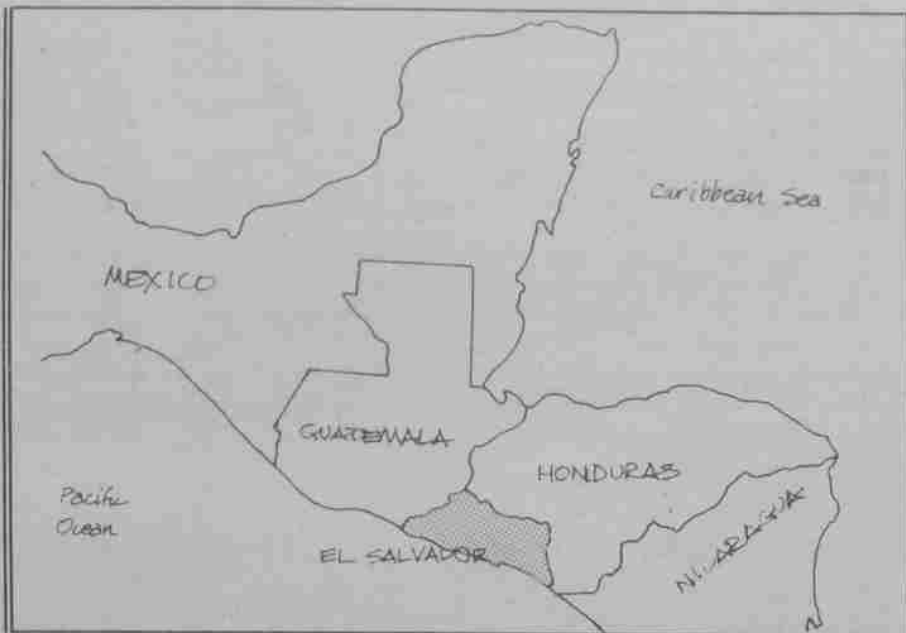 Caribbean Sea
MEXICO
GUATEMALA
HONDURAS
Pacific
Ocean
EL SALVADOR
NICARAGUA
N